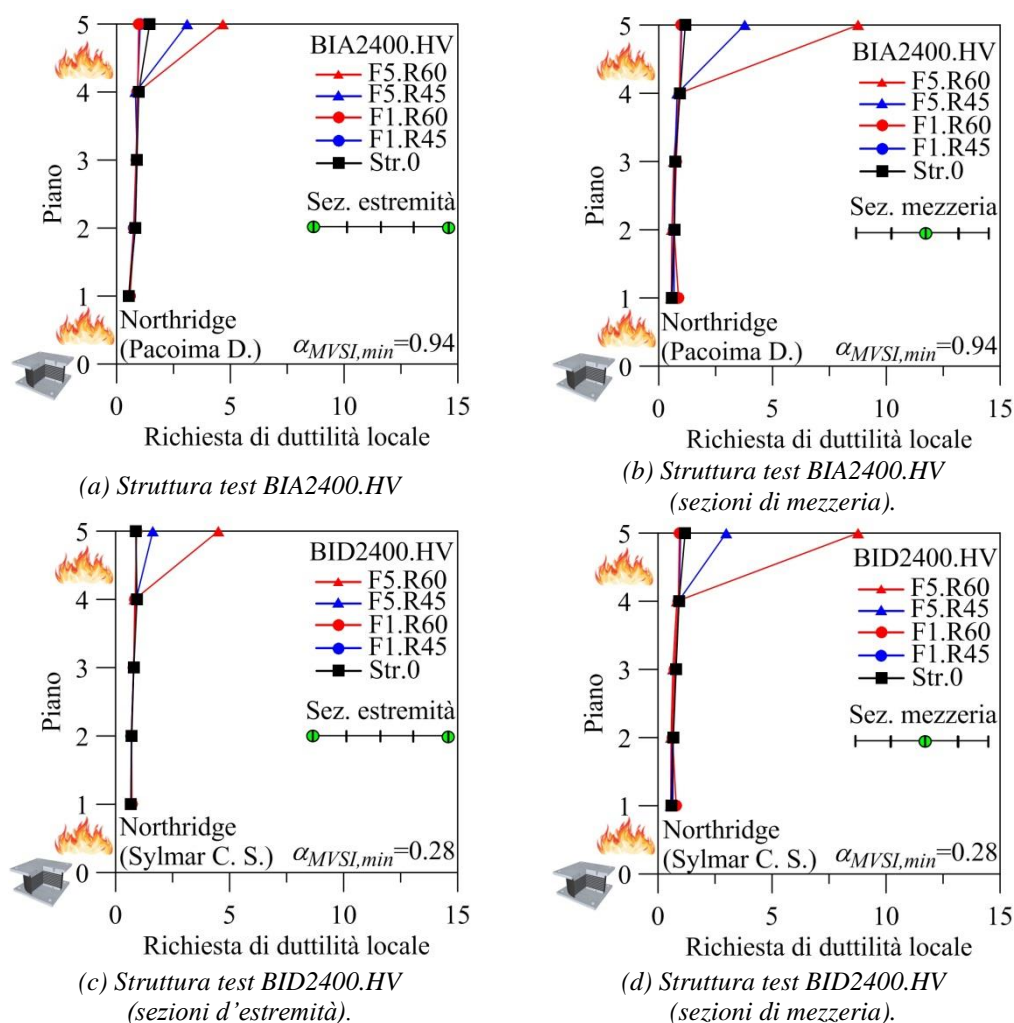 5
4
3
2
1
0
Piano
BIA2400.HV
F5.R60
F5.R45
F1.R60
F1.R45
Str.0
Sez. estremità
Northridge
(Pacoima D.) αMVSI,min=0.94
0 5 10 15
Richiesta di duttilità locale
(a) Struttura test BIA2400.HV
5
4
3
2
1
0
Piano
BIA2400.HV
F5.R60
F5.R45
F1.R60
F1.R45
Str.0
Sez. mezzeria
Northridge
(Pacoima D.) αMVSI,min=0.94
0 5 10 15
Richiesta di duttilità locale
(b) Struttura test BIA2400.HV
(sezioni di mezzeria).
5
4
3
2
1
0
Piano
BID2400.HV
F5.R60
F5.R45
F1.R60
F1.R45
Str.0
Sez. estremità
Northridge
(Sylmar C. S.) αMVSI,min=0.28
0 5 10 15
Richiesta di duttilità locale
(c) Struttura test BID2400.HV
(sezioni d’estremità).
5
4
3
2
1
0
Piano
BID2400.HV
F5.R60
F5.R45
F1.R60
F1.R45
Str.0
Sez. mezzeria
Northridge
(Sylmar C. S.) αMVSI,min=0.28
0 5 10 15
Richiesta di duttilità locale
(d) Struttura test BID2400.HV
(sezioni di mezzeria).